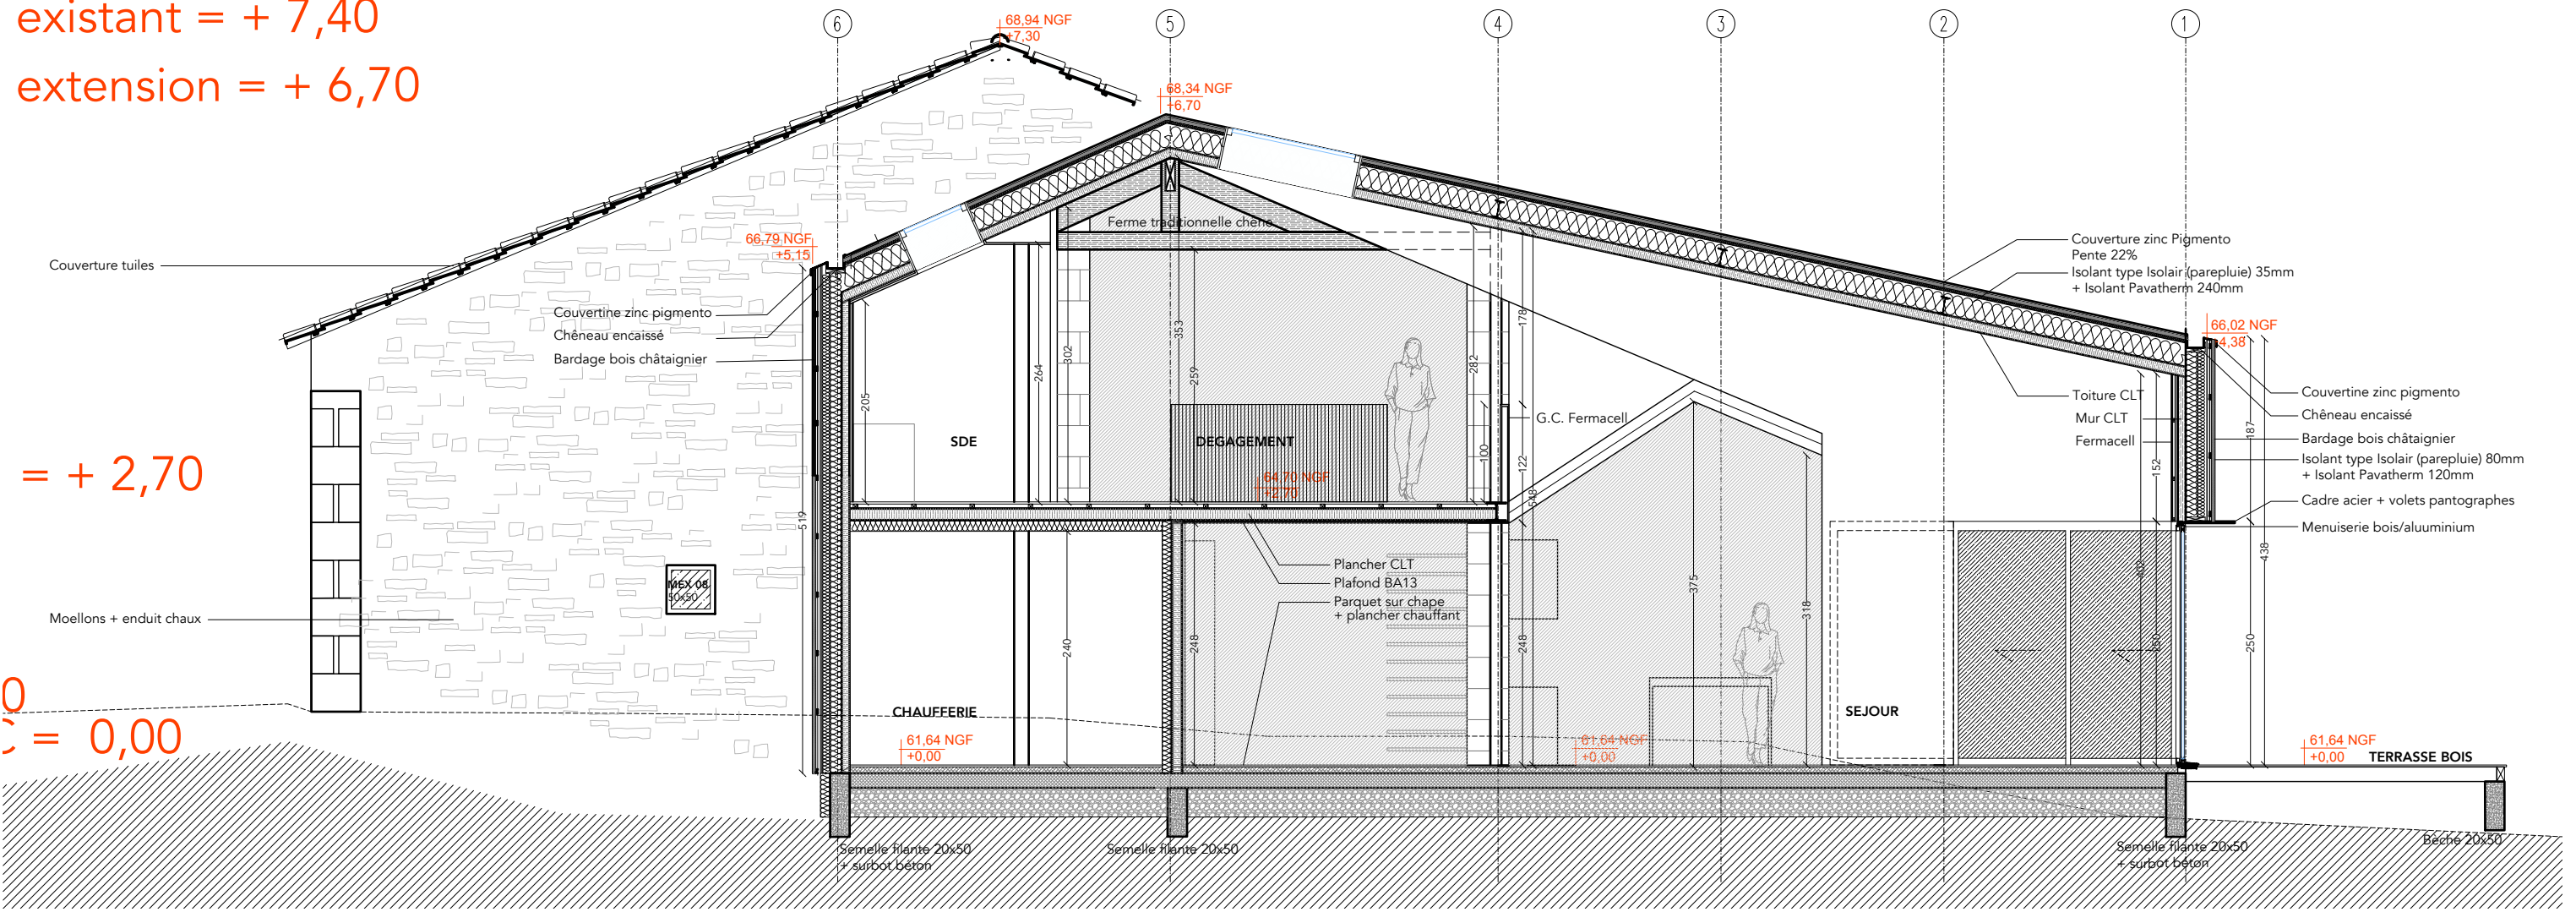 existant = + 7,40
extension = + 6,70
= + 2,70
0
= 0,00
6
5
4
3
2
1
68,94 NGF
+7,30
68,34 NGF
+6,70
66,79 NGF
+5,15
66,02 NGF
4,38
64,70 NGF
+2,70
61,64 NGF
+0,00
61,64 NGF
+0,00
61,64 NGF
+0,00
Couverture tuiles
Moellons + enduit chaux
Couvertine zinc pigmento
Chêneau encaissé
Bardage bois châtaignier
MEX 08
50x50
Ferme traditionnelle chêne
SDE
DEGAGEMENT
CHAUFFERIE
SEJOUR
TERRASSE BOIS
G.C. Fermacell
Plancher CLT
Plafond BA13
Parquet sur chape
+ plancher chauffant
Couverture zinc Pigmento
Pente 22%
Isolant type Isolair (parepluie) 35mm
+ Isolant Pavatherm 240mm
Toiture CLT
Mur CLT
Fermacell
Couvertine zinc pigmento
Chêneau encaissé
Bardage bois châtaignier
Isolant type Isolair (parepluie) 80mm
+ Isolant Pavatherm 120mm
Cadre acier + volets pantographes
Menuiserie bois/aluuminium
519
205
264
302
353
259
282
100
178
122
548
240
248
248
375
318
402
152
250
187
438
250
Semelle filante 20x50
+ surbot béton
Semelle filante 20x50
Semelle filante 20x50
+ surbot béton
Bèche 20x50